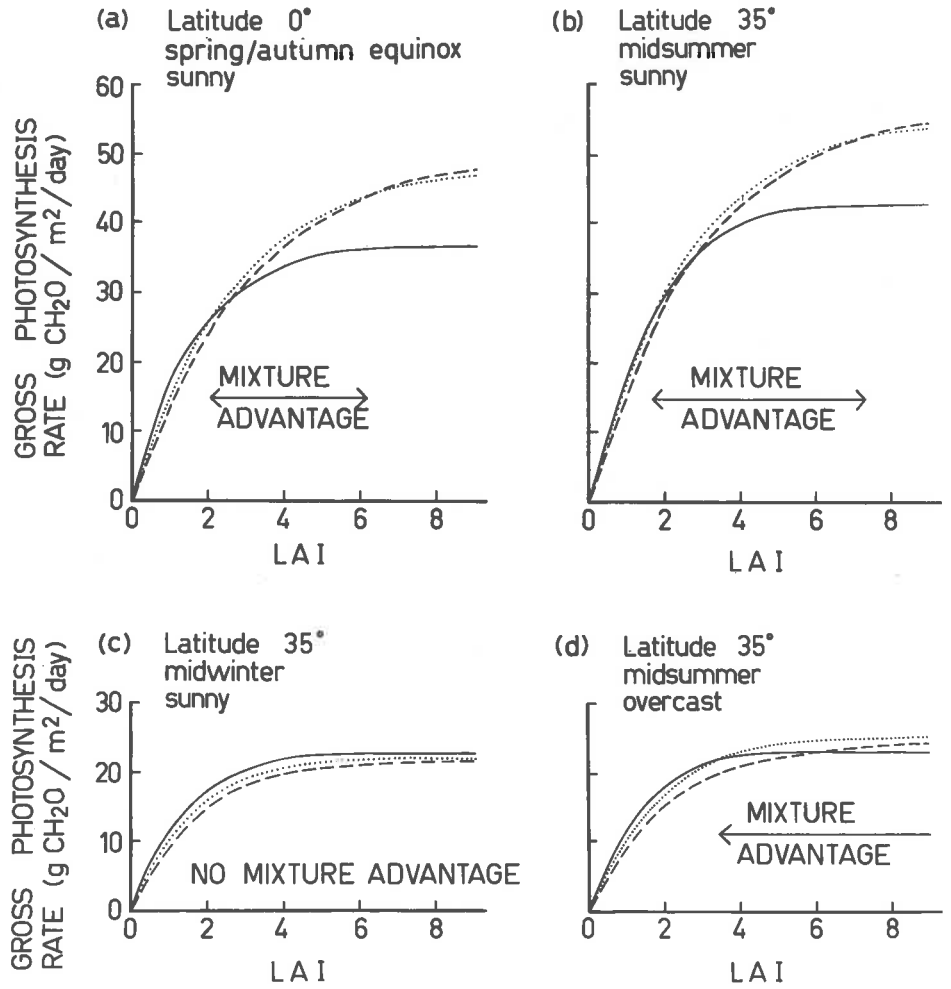 (a) Latitude 0°
spring/autumn equinox
sunny
GROSS PHOTOSYNTHESIS
RATE (g CH₂O / m²/day)
60
50
40
30
20
10
0
MIXTURE
ADVANTAGE
0 2 4 6 8
LAI
(b) Latitude 35°
midsummer
sunny
MIXTURE
ADVANTAGE
0 2 4 6 8
LAI
(c) Latitude 35°
midwinter
sunny
GROSS PHOTOSYNTHESIS
RATE (g CH₂O / m²/day)
30
20
10
0
NO MIXTURE ADVANTAGE
0 2 4 6 8
LAI
(d) Latitude 35°
midsummer
overcast
MIXTURE
ADVANTAGE
0 2 4 6 8
LAI